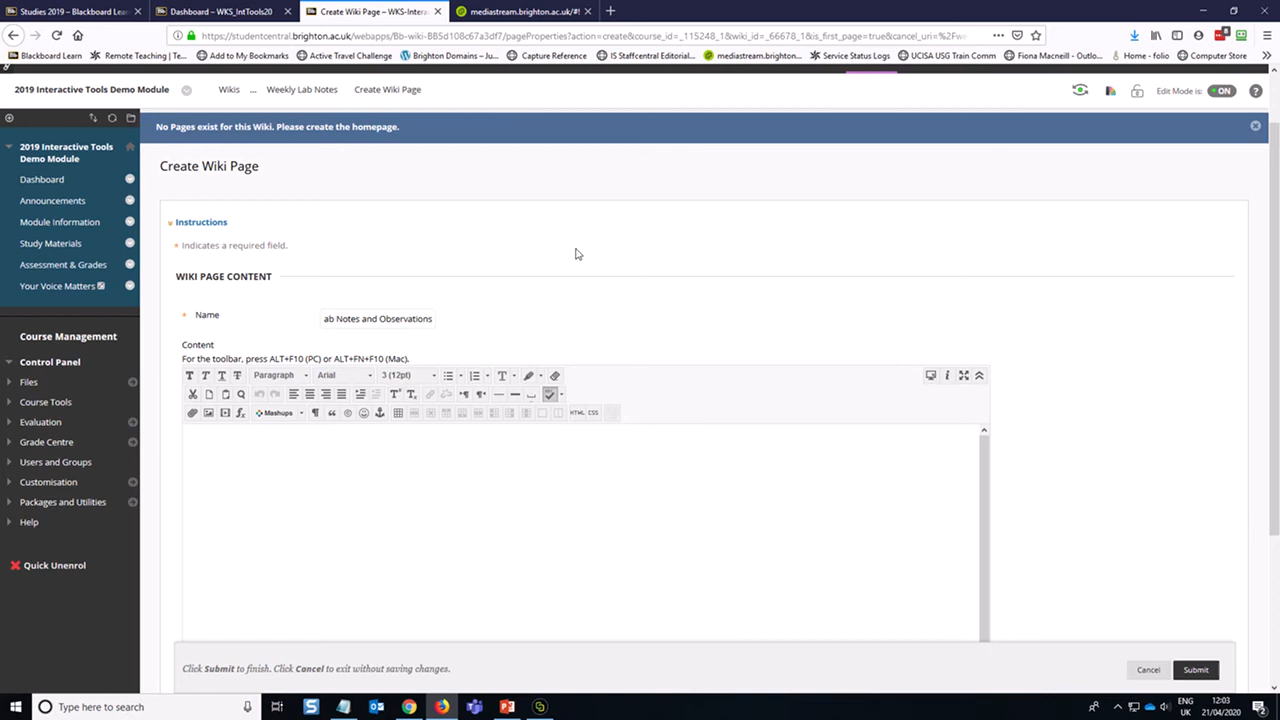 Studies 2019 – Blackboard Lear
Dashboard – WKS_IntTools20
Create Wiki Page – WKS-Intera
mediastream.brighton.ac.uk/#!
https://studentcentral.brighton.ac.uk/webapps/Bb-wiki-BB5d108c67a3df7/pageProperties?action=create&course_id=_115248_1&wiki_id=_66678_1&is_first_page=true&cancel_uri=%2Fwe
Blackboard Learn
Remote Teaching | Te...
Add to My Bookmarks
Active Travel Challenge
Brighton Domains – Ju...
Capture Reference
IS Staffcentral Editing...
mediastream.brighton...
Service Status Logs
UCISA USG Train Comm
Fiona Macneill - Outlo...
Home - folio
Computer Store
2019 Interactive Tools Demo Module
Wikis ... Weekly Lab Notes Create Wiki Page
Edit Mode is: ON ?
No Pages exist for this Wiki. Please create the homepage.
2019 Interactive Tools
Demo Module
Dashboard
Announcements
Module Information
Study Materials
Assessment & Grades
Your Voice Matters
Course Management
Control Panel
Files
Course Tools
Evaluation
Grade Centre
Users and Groups
Customisation
Packages and Utilities
Help
Quick Unenrol
Create Wiki Page
Instructions
* Indicates a required field.
WIKI PAGE CONTENT
* Name ab Notes and Observations
Content
For the toolbar, press ALT+F10 (PC) or ALT+FN+F10 (Mac).
T T T T Paragraph Arial 3 (12pt)
Mashups HTML CSS
Click Submit to finish. Click Cancel to exit without saving changes.
Cancel Submit
Type here to search
ENG
UK
12:03
21/04/2020